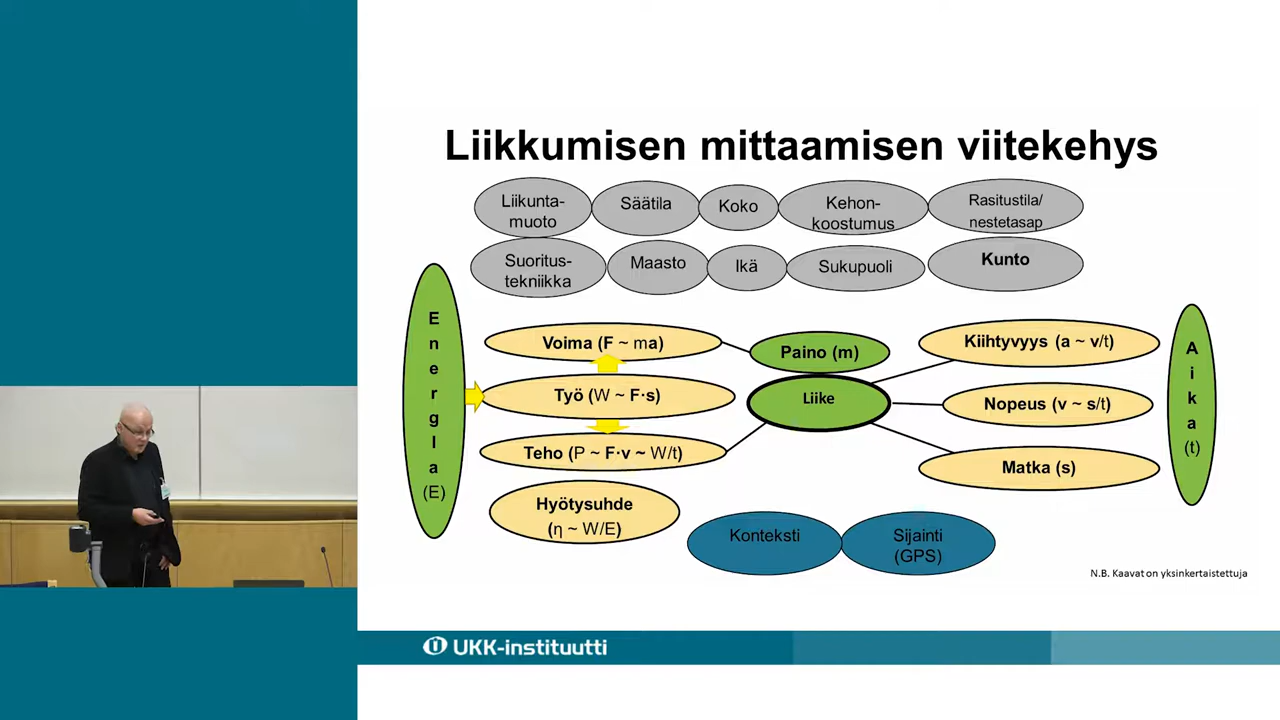 Liikkumisen mittaamisen viitekehys
Liikunta-
muoto
Säätila
Koko
Kehon-
koostumus
Rasitustila/
nestetasap
Suoritus-
tekniikka
Maasto
Ikä
Sukupuoli
Kunto
E
n
e
r
g
I
a
(E)
Voima (F ~ ma)
Työ (W ~ F·s)
Teho (P ~ F·v ~ W/t)
Hyötysuhde
(η ~ W/E)
Paino (m)
Liike
Kiihtyvyys (a ~ v/t)
Nopeus (v ~ s/t)
Matka (s)
A
i
k
a
(t)
Konteksti
Sijainti
(GPS)
N.B. Kaavat on yksinkertaistettuja
UKK-instituutti